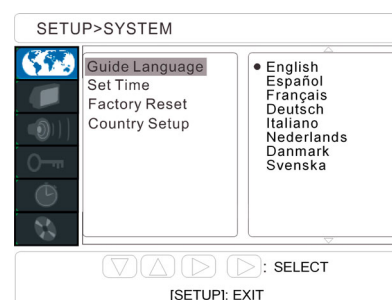 SETUP>SYSTEM
Guide Language
Set Time
Factory Reset
Country Setup
English
Español
Français
Deutsch
Italiano
Nederlands
Danmark
Svenska
: SELECT
[SETUP]: EXIT